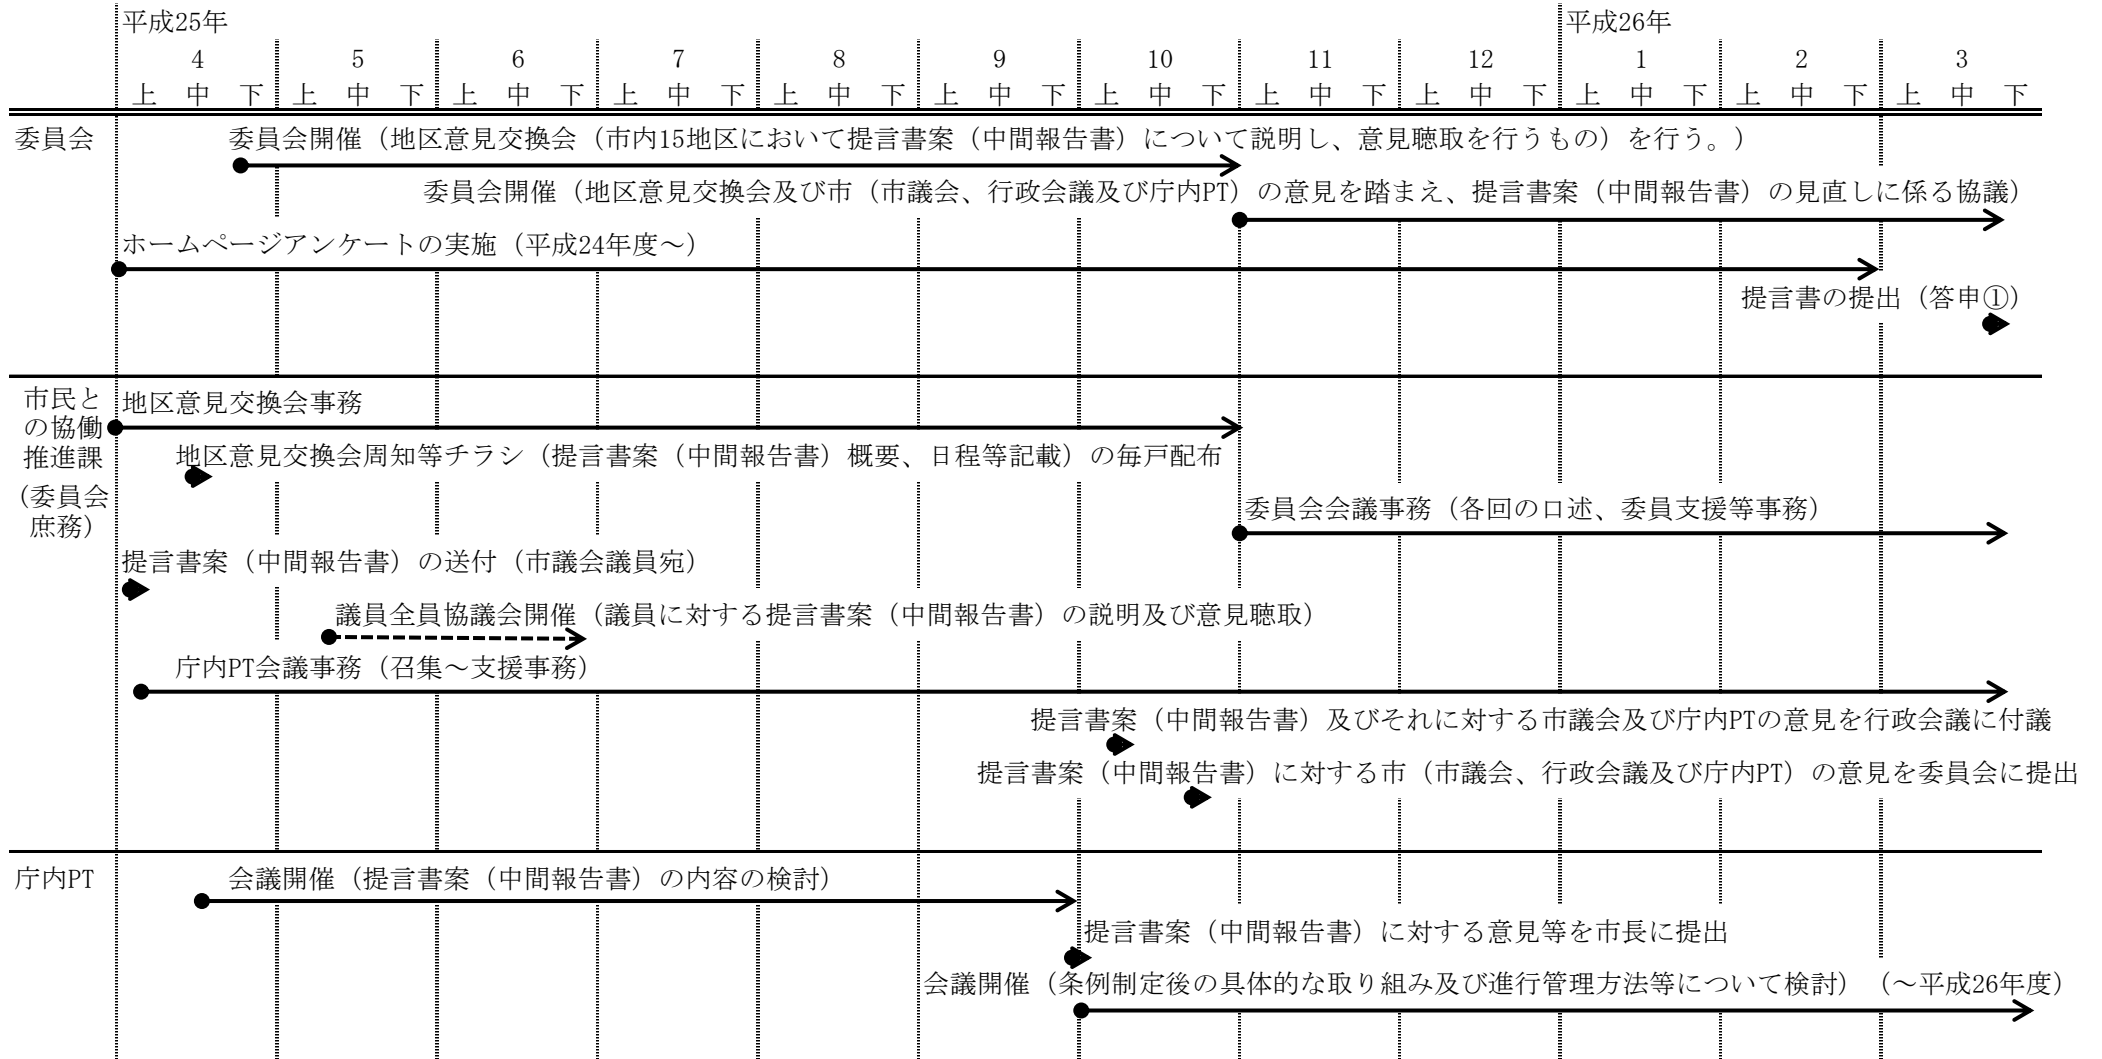 平成25年 平成26年
4 5 6 7 8 9 10 11 12 1 2 3
上 中 下 上 中 下 上 中 下 上 中 下 上 中 下 上 中 下 上 中 下 上 中 下 上 中 下 上 中 下 上 中 下 上 中 下
委員会 委員会開催（地区意見交換会（市内15地区において提言書案（中間報告書）について説明し、意見聴取を行うもの）を行う。）
委員会開催（地区意見交換会及び市（市議会、行政会議及び庁内PT）の意見を踏まえ、提言書案（中間報告書）の見直しに係る協議）
ホームページアンケートの実施（平成24年度～）
提言書の提出（答申①）
市民と
の協働
推進課
（委員会
庶務）
地区意見交換会事務
地区意見交換会周知等チラシ（提言書案（中間報告書）概要、日程等記載）の毎戸配布
委員会会議事務（各回の口述、委員支援等事務）
提言書案（中間報告書）の送付（市議会議員宛）
議員全員協議会開催（議員に対する提言書案（中間報告書）の説明及び意見聴取）
庁内PT会議事務（召集～支援事務）
提言書案（中間報告書）及びそれに対する市議会及び庁内PTの意見を行政会議に付議
提言書案（中間報告書）に対する市（市議会、行政会議及び庁内PT）の意見を委員会に提出
庁内PT 会議開催（提言書案（中間報告書）の内容の検討）
提言書案（中間報告書）に対する意見等を市長に提出
会議開催（条例制定後の具体的な取り組み及び進行管理方法等について検討）（～平成26年度）